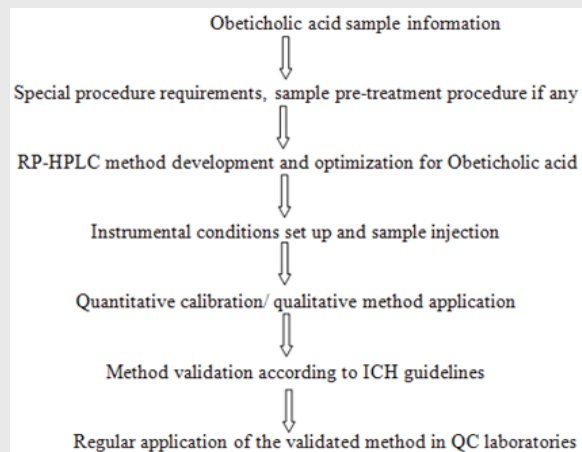 Obeticholic acid sample information
Special procedure requirements, sample pre-treatment procedure if any
RP-HPLC method development and optimization for Obeticholic acid
Instrumental conditions set up and sample injection
Quantitative calibration/ qualitative method application
Method validation according to ICH guidelines
Regular application of the validated method in QC laboratories